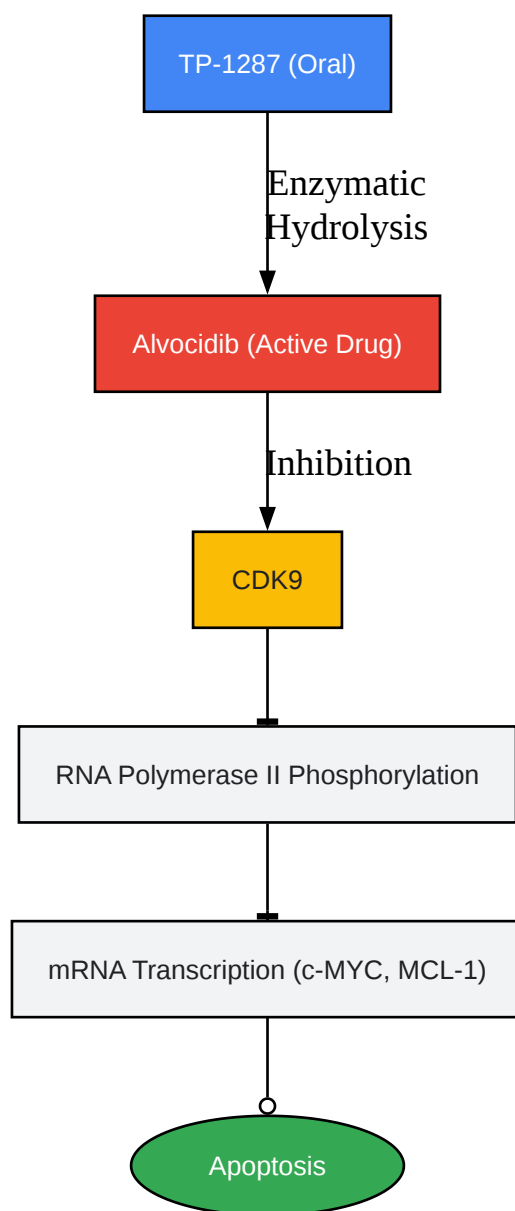 TP-1287 (Oral)
Enzymatic
Hydrolysis
Alvocidib (Active Drug)
Inhibition
CDK9
RNA Polymerase II Phosphorylation
mRNA Transcription (c-MYC, MCL-1)
Apoptosis